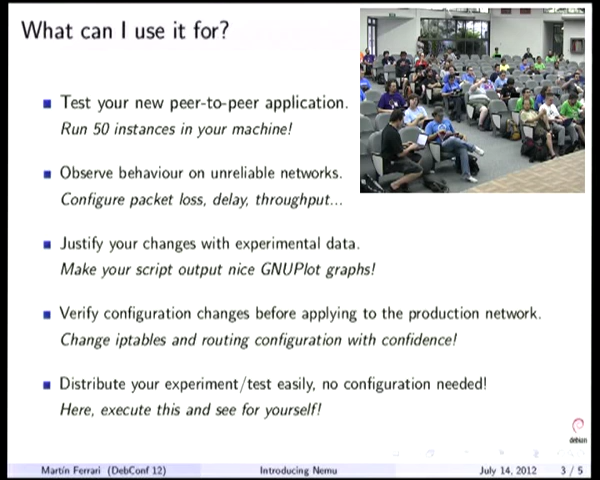 What can I use it for?
Test your new peer-to-peer application.
Run 50 instances in your machine!
Observe behaviour on unreliable networks.
Configure packet loss, delay, throughput...
Justify your changes with experimental data.
Make your script output nice GNUPlot graphs!
Verify configuration changes before applying to the production network.
Change iptables and routing configuration with confidence!
Distribute your experiment/test easily, no configuration needed!
Here, execute this and see for yourself!
debian
Martín Ferrari (DebConf 12) Introducing Nemu July 14, 2012 3 / 5